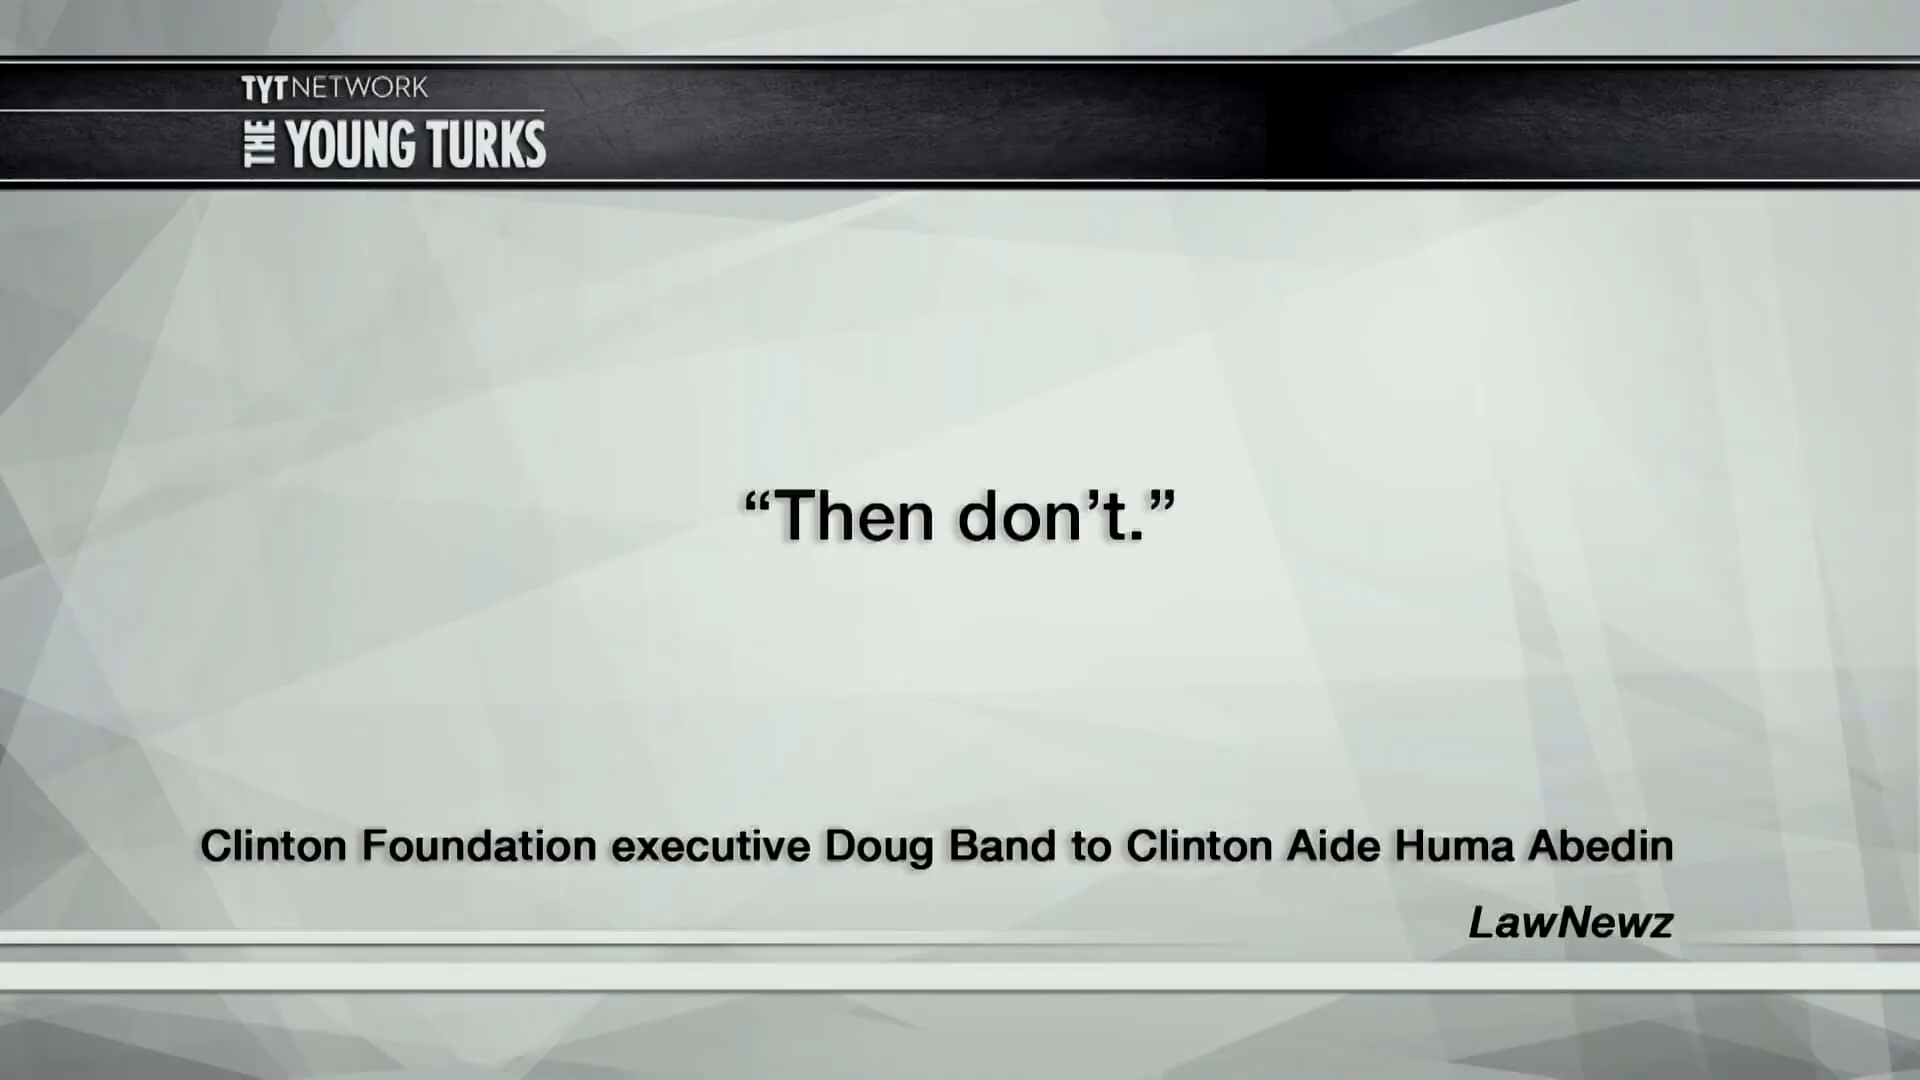 TYTNETWORK
THE YOUNG TURKS
“Then don’t.”
Clinton Foundation executive Doug Band to Clinton Aide Huma Abedin
LawNewz